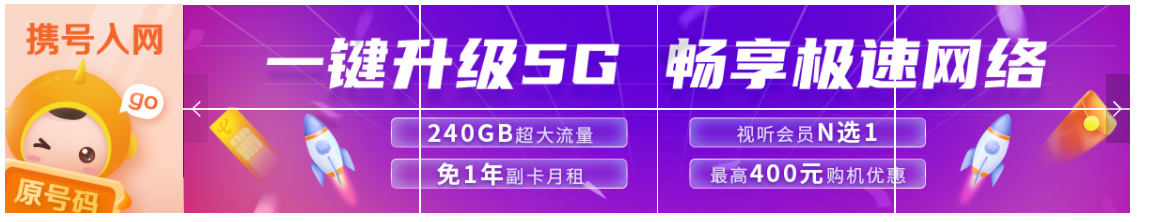 携号入网
go
原号码
一键升级5G 畅享极速网络
240GB超大流量
视听会员N选1
免1年副卡月租
最高400元购机优惠